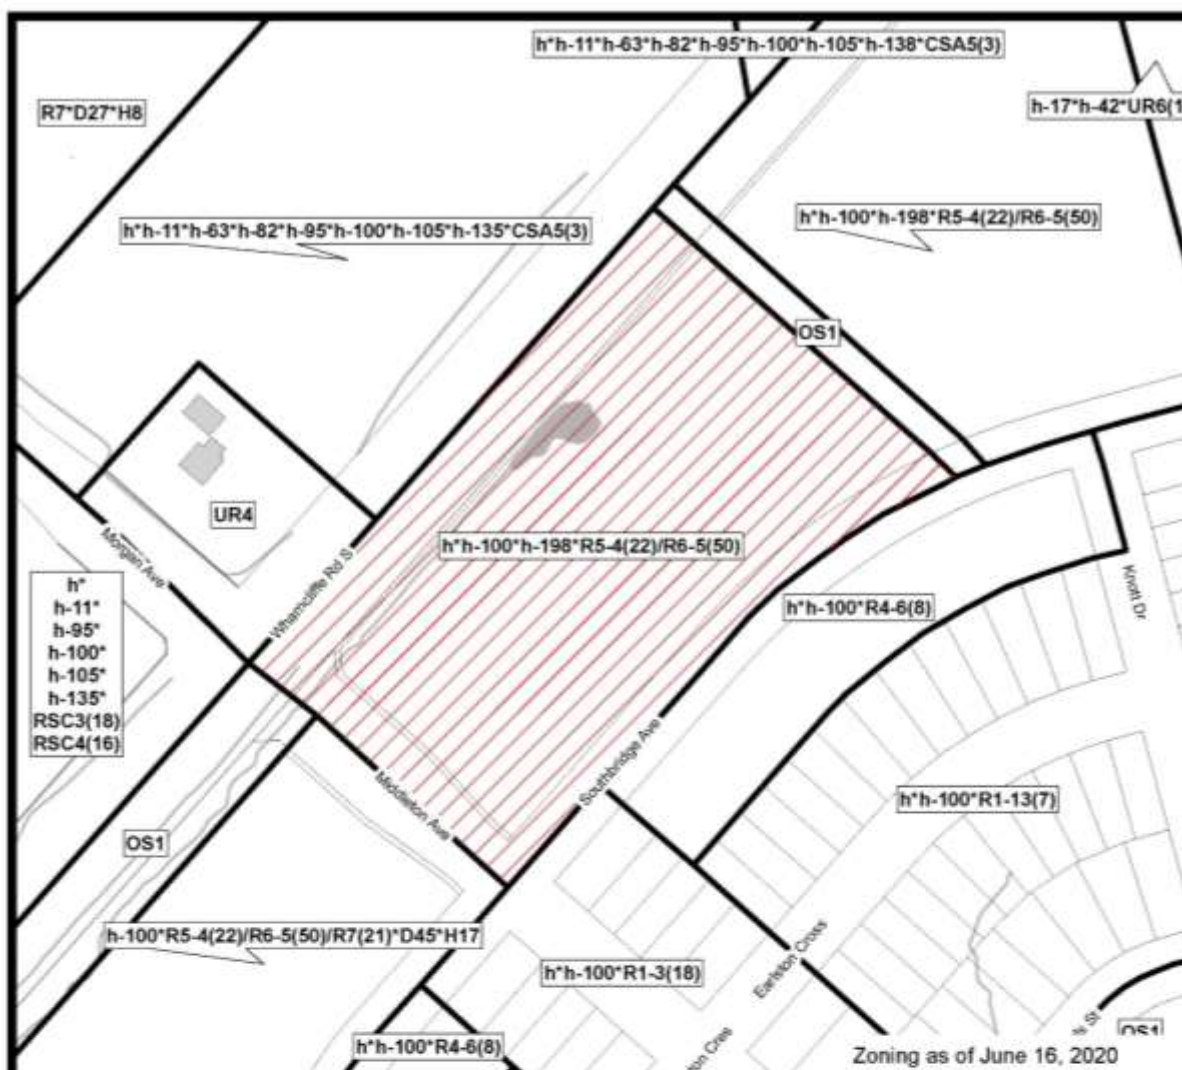 h*h-11*h-63*h-82*h-95*h-100*h-105*h-138*CSA5(3)
R7*D27*H8
h-17*h-42*UR6(1
h*h-100*h-198*R5-4(22)/R6-5(50)
h*h-11*h-63*h-82*h-95*h-100*h-105*h-135*CSA5(3)
OS1
UR4
h*h-100*h-198*R5-4(22)/R6-5(50)
Morgan Ave
Wharncliffe Rd S
Knott Dr
h*
h-11*
h-95*
h-100*
h-105*
h-135*
RSC3(18)
RSC4(16)
h*h-100*R4-6(8)
Southbridge Ave
Middleton Ave
h*h-100*R1-13(7)
OS1
h-100*R5-4(22)/R6-5(50)/R7(21)*D45*H17
h*h-100*R1-3(18)
Earlston Cross
ds St
OS1
h*h-100*R4-6(8)
ton Cres
Zoning as of June 16, 2020